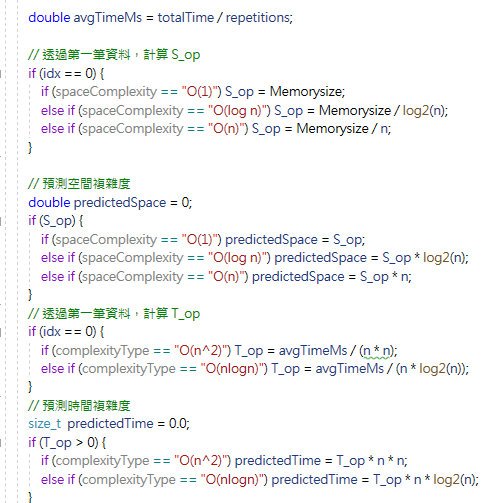 double avgTimeMs = totalTime / repetitions;
// 透過第一筆資料，計算 S_op
if (idx == 0) {
if (spaceComplexity == "O(1)") S_op = Memorysize;
else if (spaceComplexity == "O(log n)") S_op = Memorysize / log2(n);
else if (spaceComplexity == "O(n)") S_op = Memorysize / n;
}
// 預測空間複雜度
double predictedSpace = 0;
if (S_op) {
if (spaceComplexity == "O(1)") predictedSpace = S_op;
else if (spaceComplexity == "O(log n)") predictedSpace = S_op * log2(n);
else if (spaceComplexity == "O(n)") predictedSpace = S_op * n;
}
// 透過第一筆資料，計算 T_op
if (idx == 0) {
if (complexityType == "O(n^2)") T_op = avgTimeMs / (n * n);
else if (complexityType == "O(nlogn)") T_op = avgTimeMs / (n * log2(n));
}
// 預測時間複雜度
size_t predictedTime = 0.0;
if (T_op > 0) {
if (complexityType == "O(n^2)") predictedTime = T_op * n * n;
else if (complexityType == "O(nlogn)") predictedTime = T_op * n * log2(n);
}